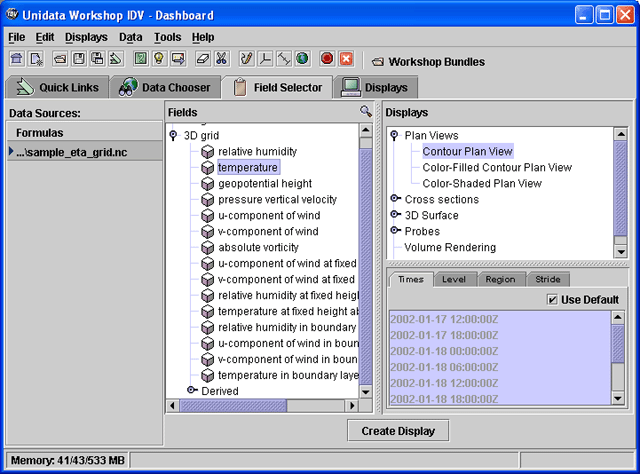 Unidata Workshop IDV - Dashboard
File Edit Displays Data Tools Help
Workshop Bundles
Quick Links Data Chooser Field Selector Displays
Data Sources:
Formulas
...\sample_eta_grid.nc
Fields
3D grid
relative humidity
temperature
geopotential height
pressure vertical velocity
u-component of wind
v-component of wind
absolute vorticity
u-component of wind at fixed
v-component of wind at fixed
relative humidity at fixed heigh
temperature at fixed height ab
relative humidity in boundary
u-component of wind in boun
v-component of wind in boun
temperature in boundary laye
Derived
Displays
Plan Views
Contour Plan View
Color-Filled Contour Plan View
Color-Shaded Plan View
Cross sections
3D Surface
Probes
Volume Rendering
Times Level Region Stride
Use Default
2002-01-17 12:00:00Z
2002-01-17 18:00:00Z
2002-01-18 00:00:00Z
2002-01-18 06:00:00Z
2002-01-18 12:00:00Z
2002-01-18 18:00:00Z
Create Display
Memory: 41/43/533 MB